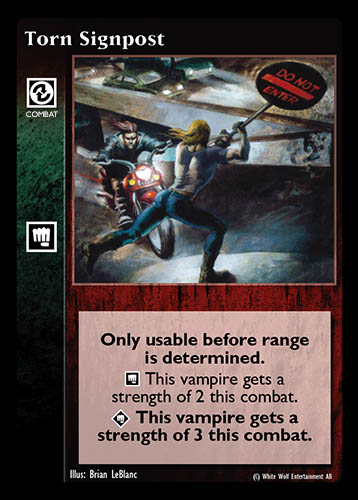 Torn Signpost
COMBAT
DO NOT
ENTER
Only usable before range
is determined.
This vampire gets a
strength of 2 this combat.
This vampire gets a
strength of 3 this combat.
Illus: Brian LeBlanc
(C) White Wolf Entertainment AB